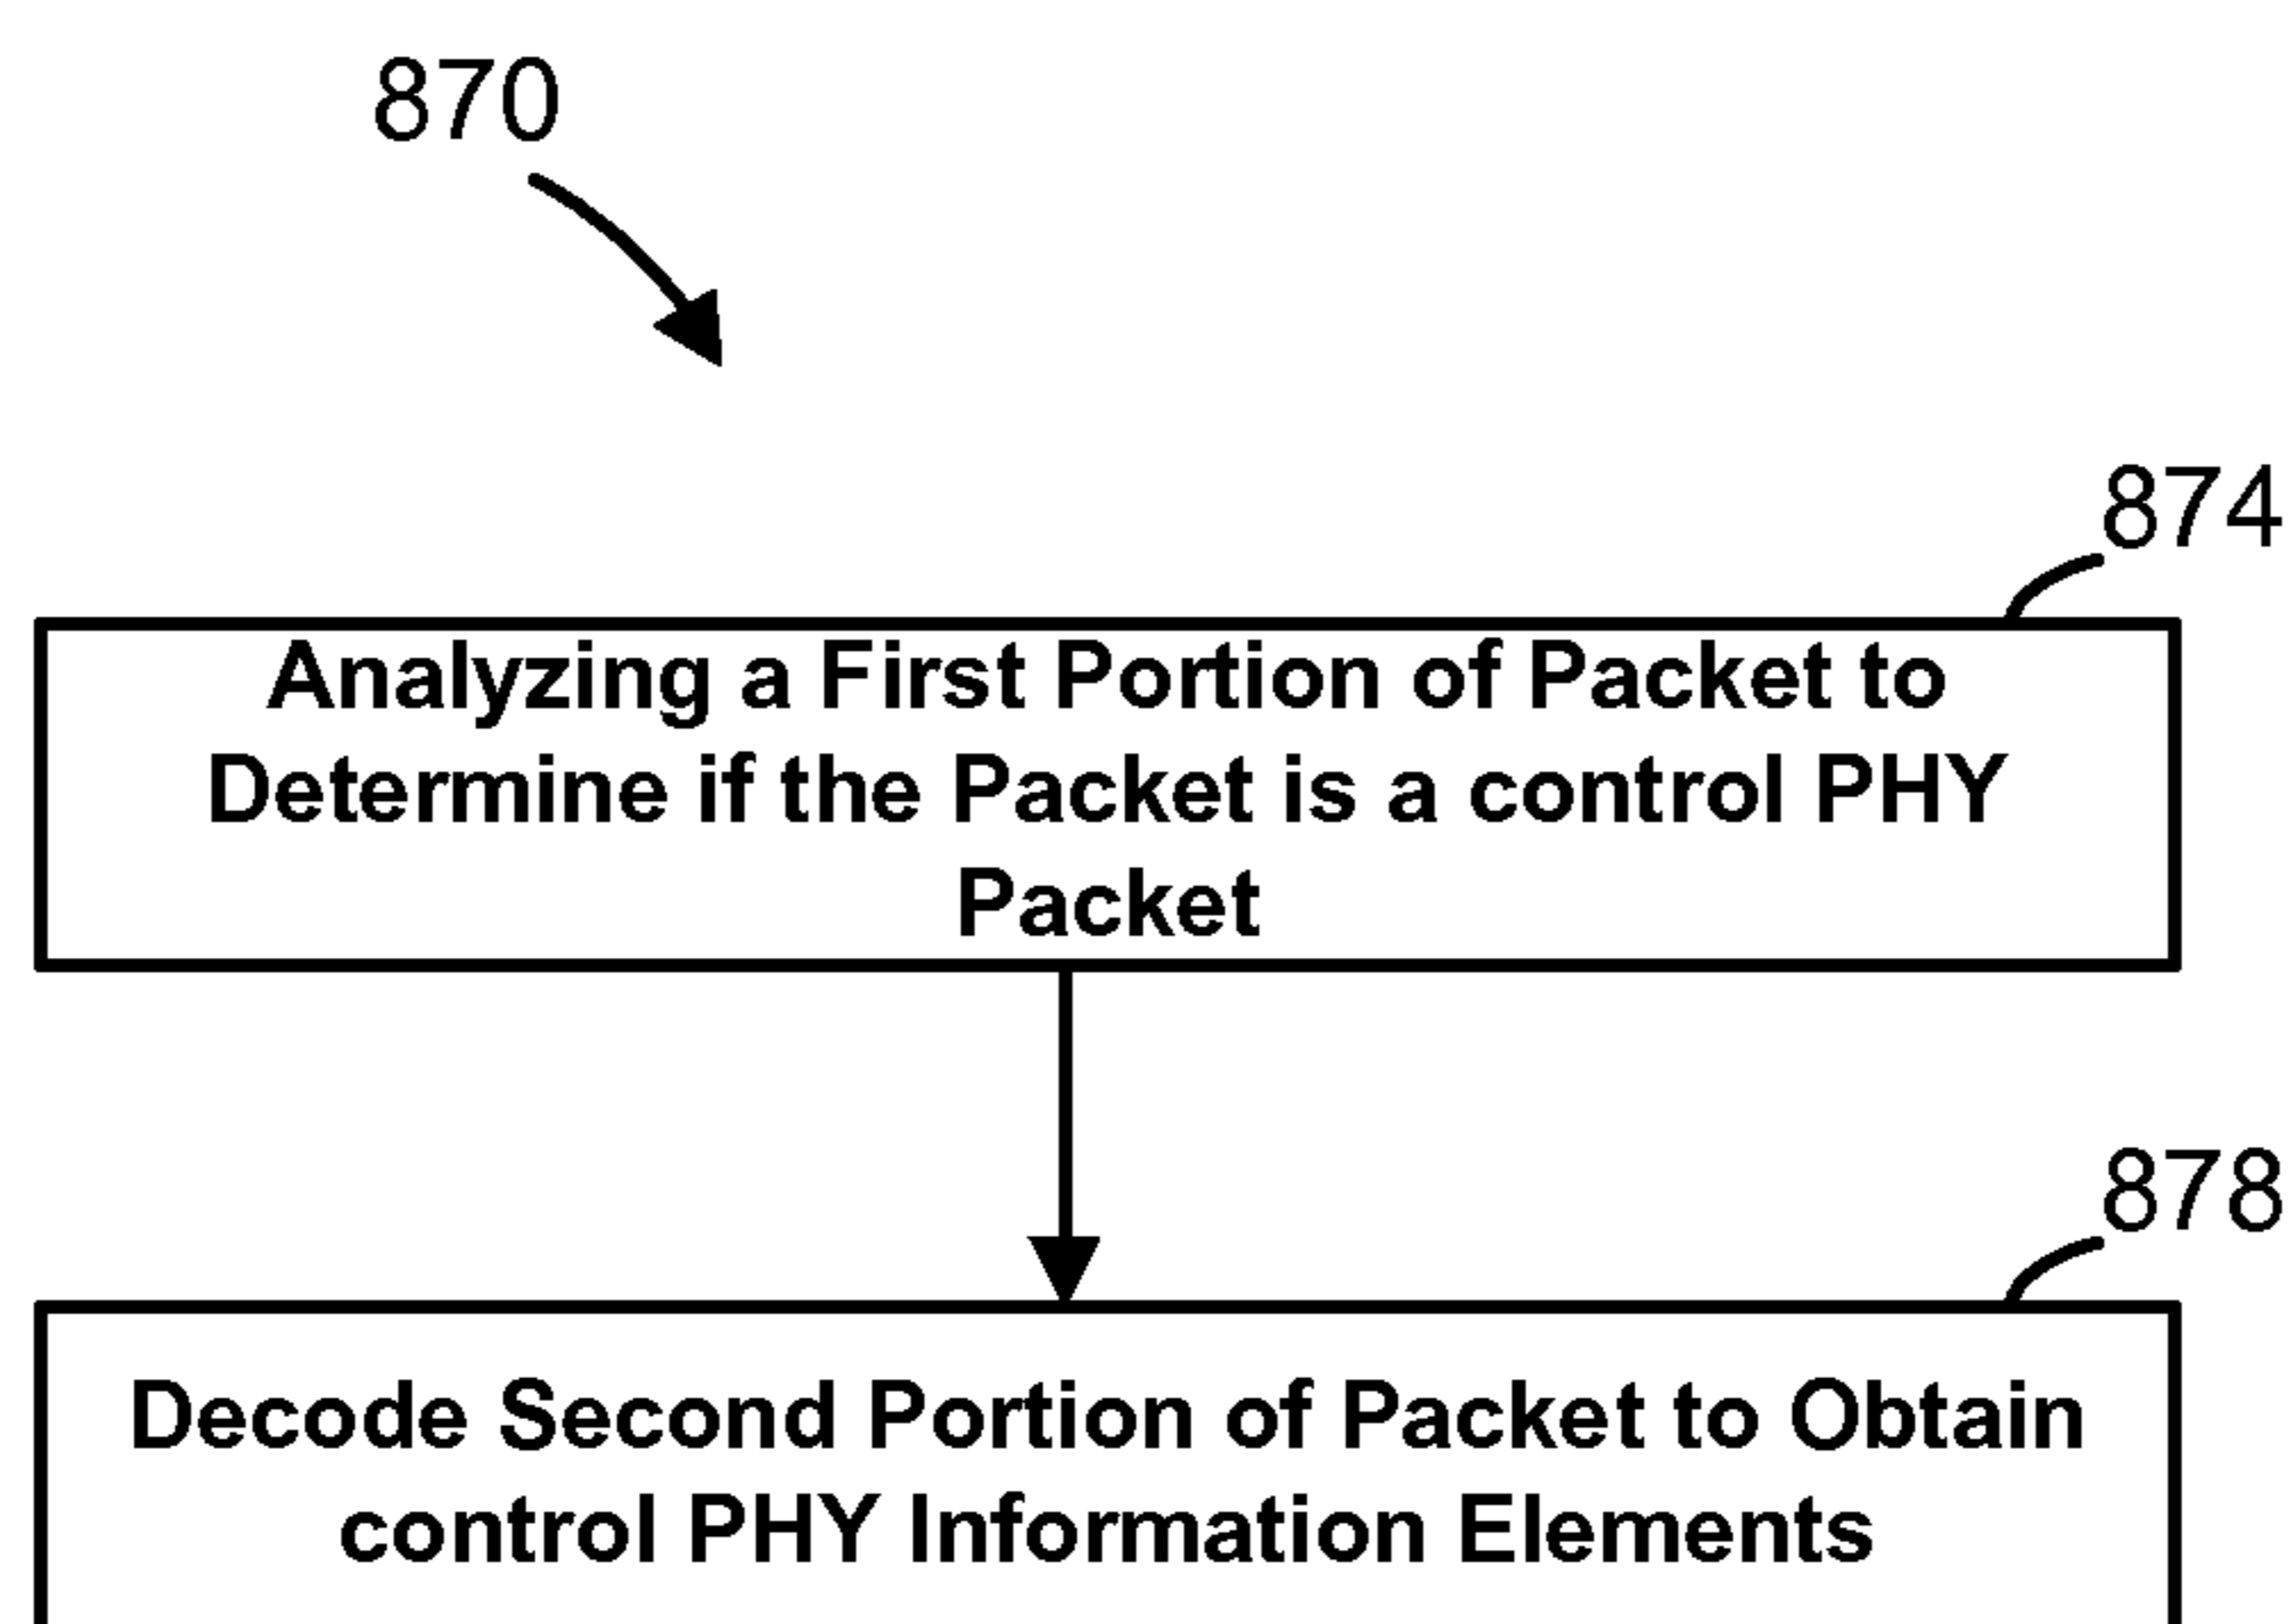 870
874
Analyzing a First Portion of Packet to
Determine if the Packet is a control PHY
Packet
878
Decode Second Portion of Packet to Obtain
control PHY Information Elements